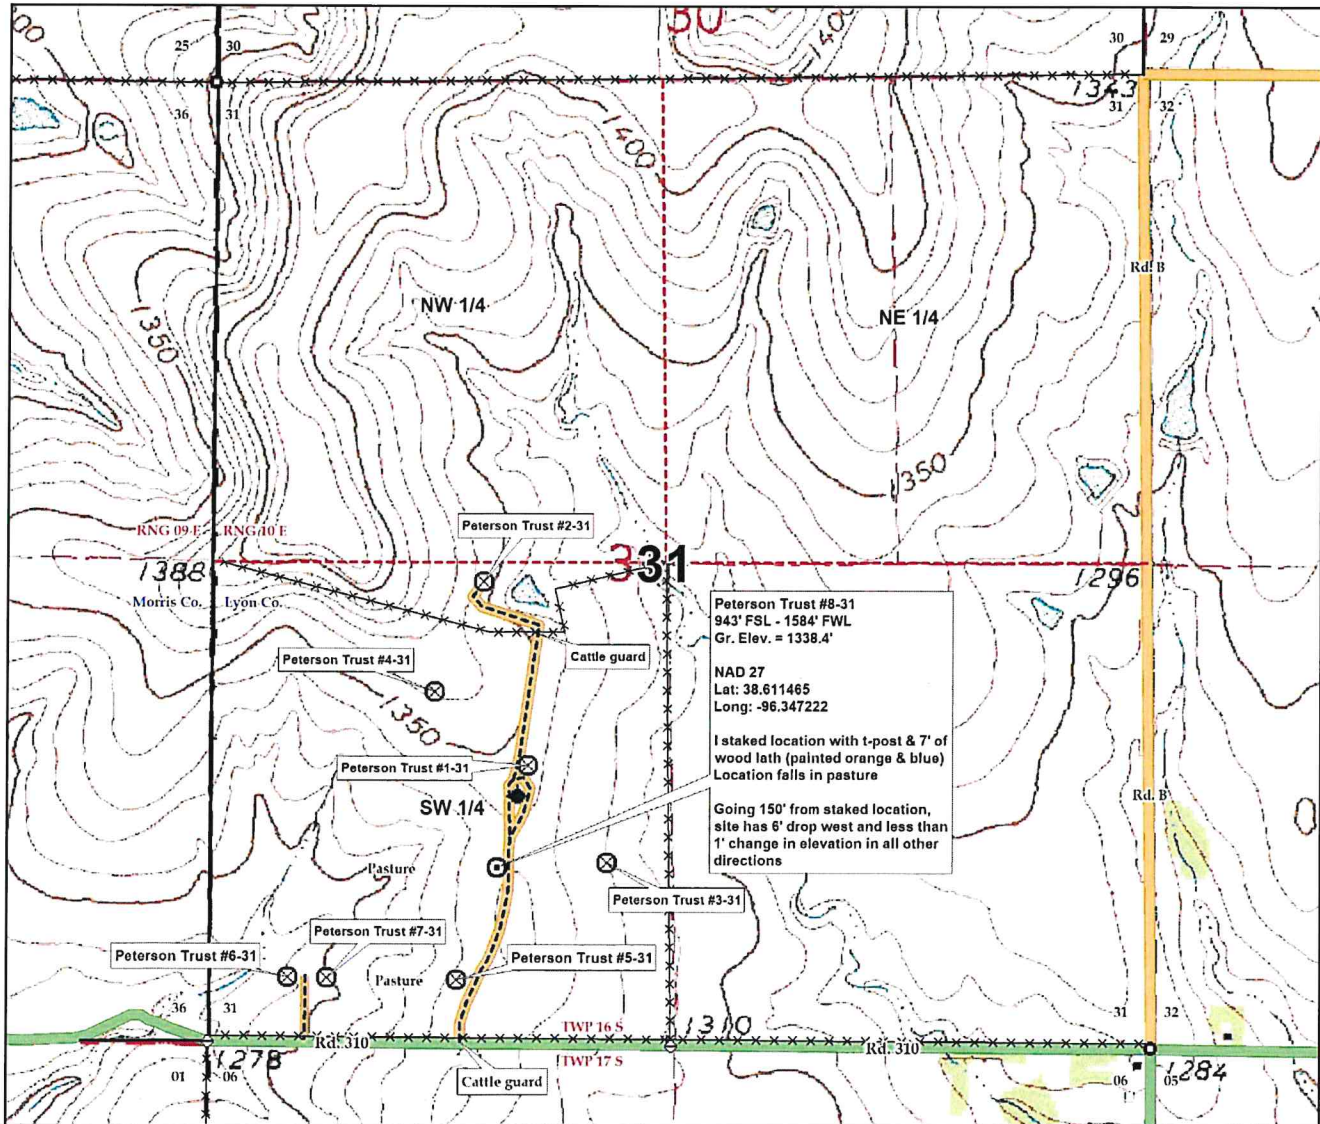 30
1400
00
25 30
30 29
1343
36 31
31 32
1400
Rd. B
NW 1/4
NE 1/4
1350
1350
Peterson Trust #2-31
RNG 09 E RNG 10 E
1388
331
1296
Morris Co. Lyon Co.
Peterson Trust #8-31
943' FSL - 1584' FWL
Gr. Elev. = 1338.4'
NAD 27
Lat: 38.611465
Long: -96.347222
I staked location with t-post & 7' of
wood lath (painted orange & blue)
Location falls in pasture
Going 150' from staked location,
site has 6' drop west and less than
1' change in elevation in all other
directions
Cattle guard
Peterson Trust #4-31
1350
Peterson Trust #1-31
SW 1/4
Rd. B
Pasture
Peterson Trust #3-31
Peterson Trust #7-31
Peterson Trust #6-31
Peterson Trust #5-31
Pasture
36 31
31 32
TWP 16 S
1310
Rd. 310
Rd. 310
TWP 17 S
1278
01 06
Cattle guard
06 05
1284